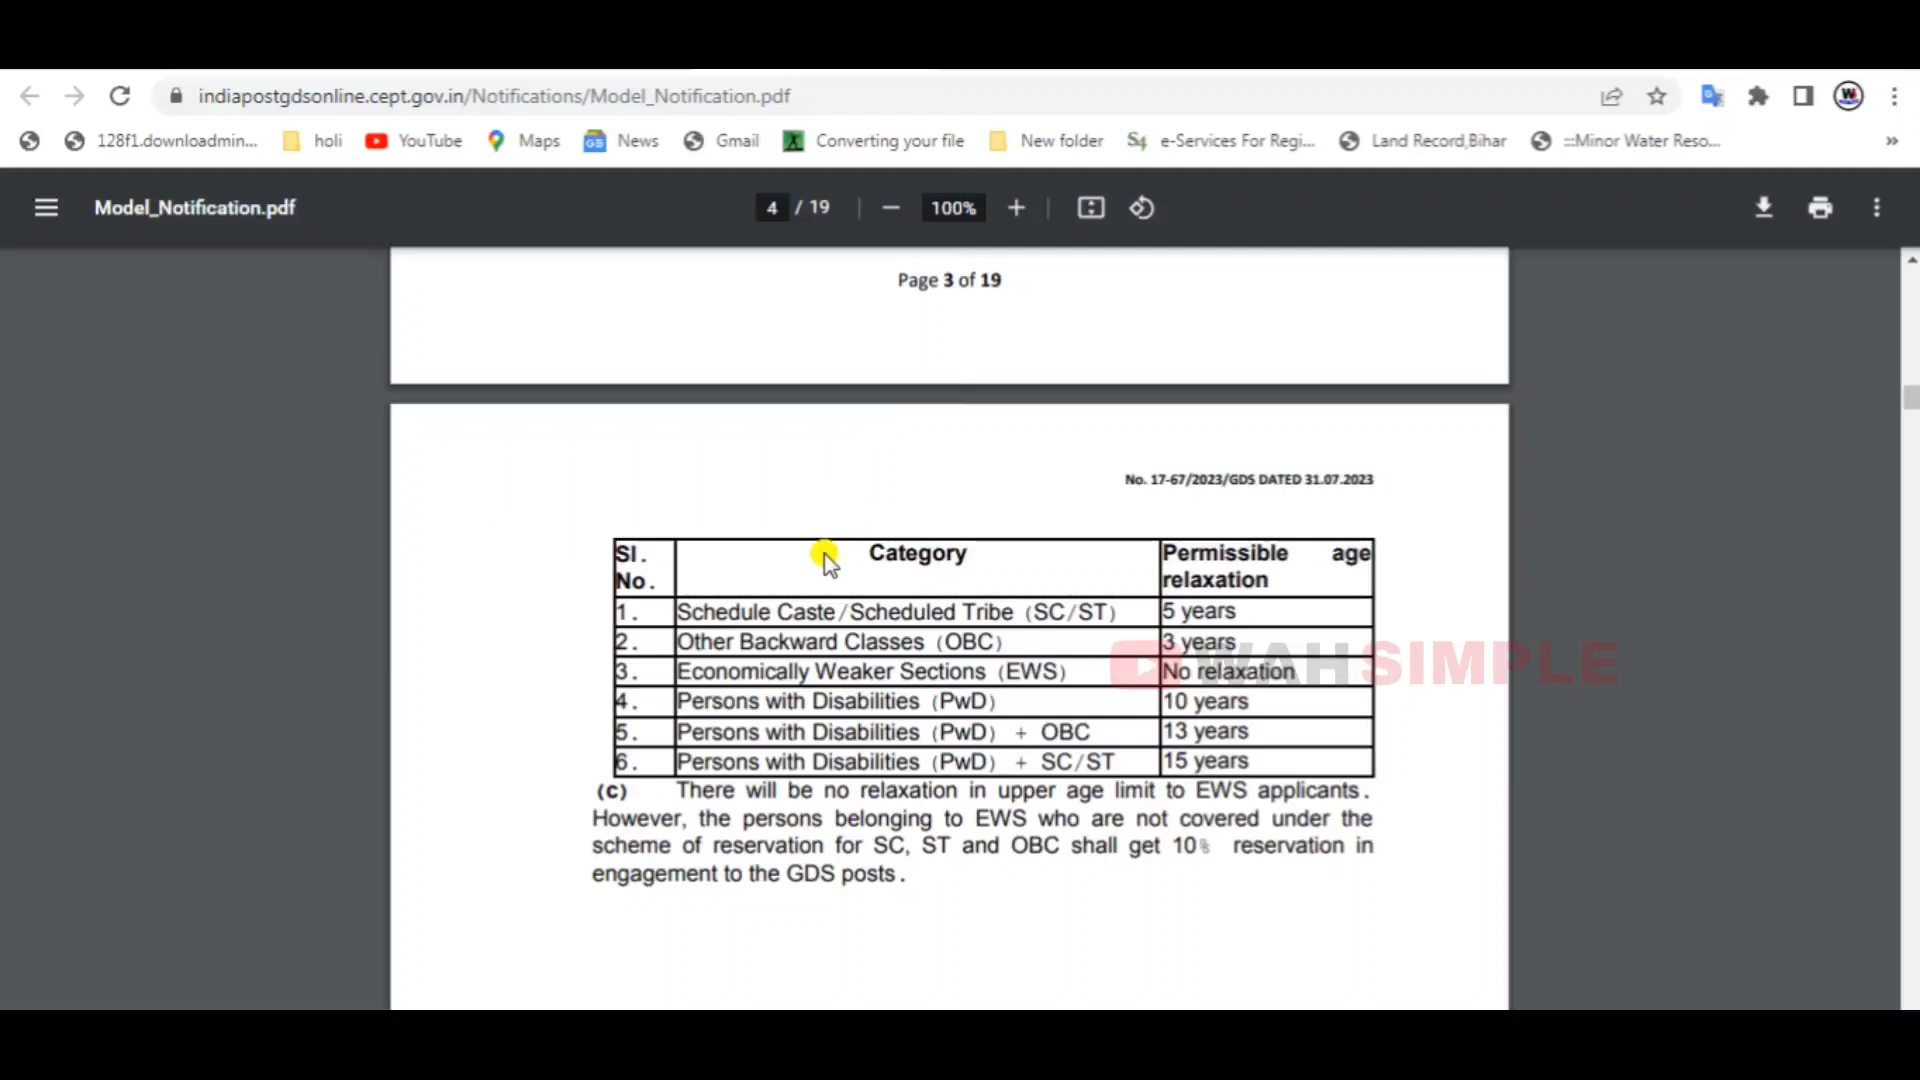 indiapostgdsonline.cept.gov.in/Notifications/Model_Notification.pdf
128f1.downloadmin... holi YouTube Maps News Gmail Converting your file New folder e-Services For Regi... Land Record,Bihar :::Minor Water Reso... »
Model_Notification.pdf 4 / 19 100%
Page 3 of 19
No. 17-67/2023/GDS DATED 31.07.2023
Sl. No. Category Permissible age relaxation
1. Schedule Caste/Scheduled Tribe (SC/ST) 5 years
2. Other Backward Classes (OBC) 3 years
3. Economically Weaker Sections (EWS) No relaxation
4. Persons with Disabilities (PwD) 10 years
5. Persons with Disabilities (PwD) + OBC 13 years
6. Persons with Disabilities (PwD) + SC/ST 15 years
WAHSIMPLE
(C) There will be no relaxation in upper age limit to EWS applicants.
However, the persons belonging to EWS who are not covered under the
scheme of reservation for SC, ST and OBC shall get 10% reservation in
engagement to the GDS posts.